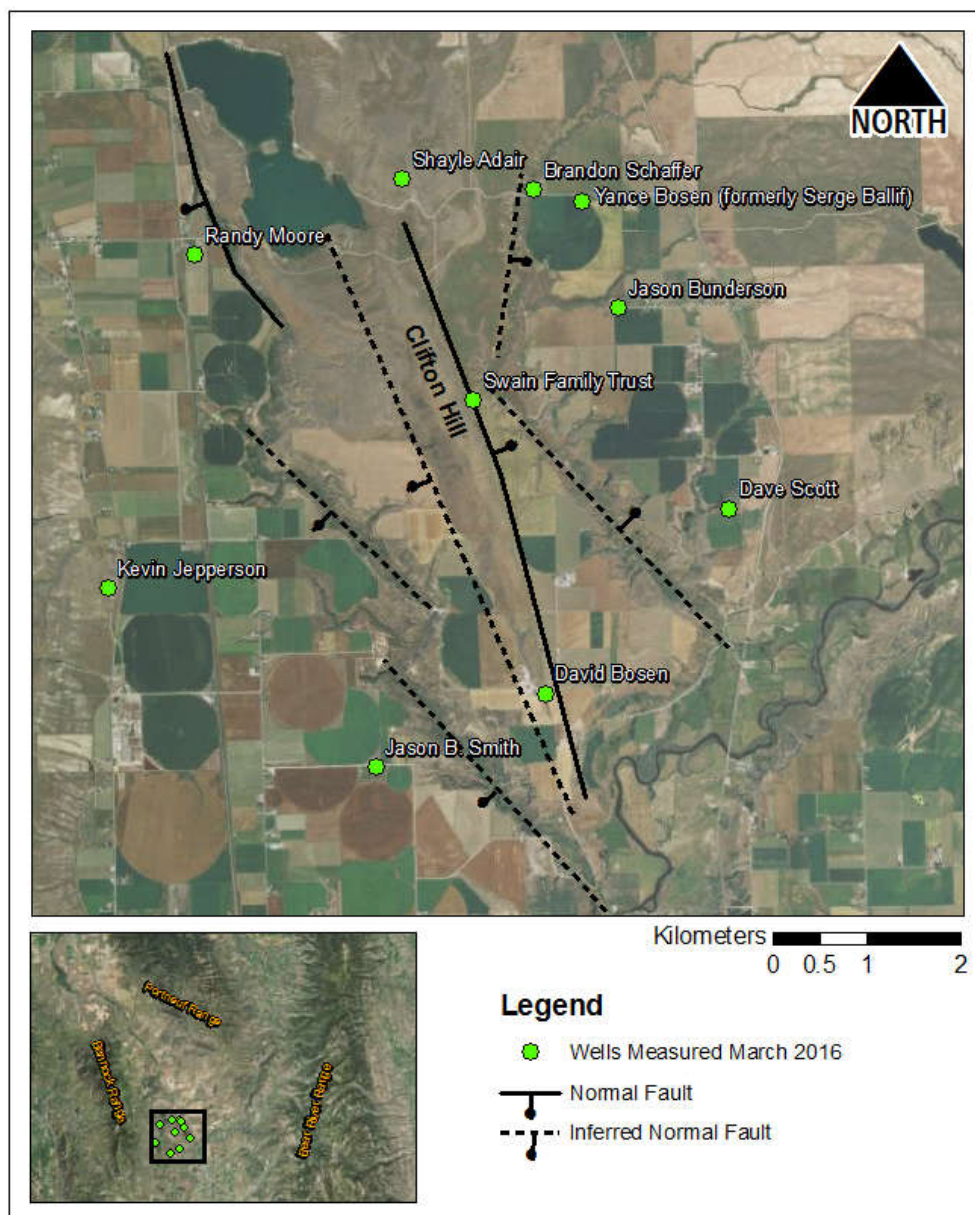 NORTH
Shayle Adair
Brandon Schaffer
Yance Bosen (formerly Serge Ballif)
Randy Moore
Jason Bunderson
Clifton Hill
Swain Family Trust
Dave Scott
Kevin Jepperson
David Bosen
Jason B. Smith
Kilometers
0 0.5 1 2
Portneuf Range
Bannock Range
Bear River Range
Legend
Wells Measured March 2016
Normal Fault
Inferred Normal Fault